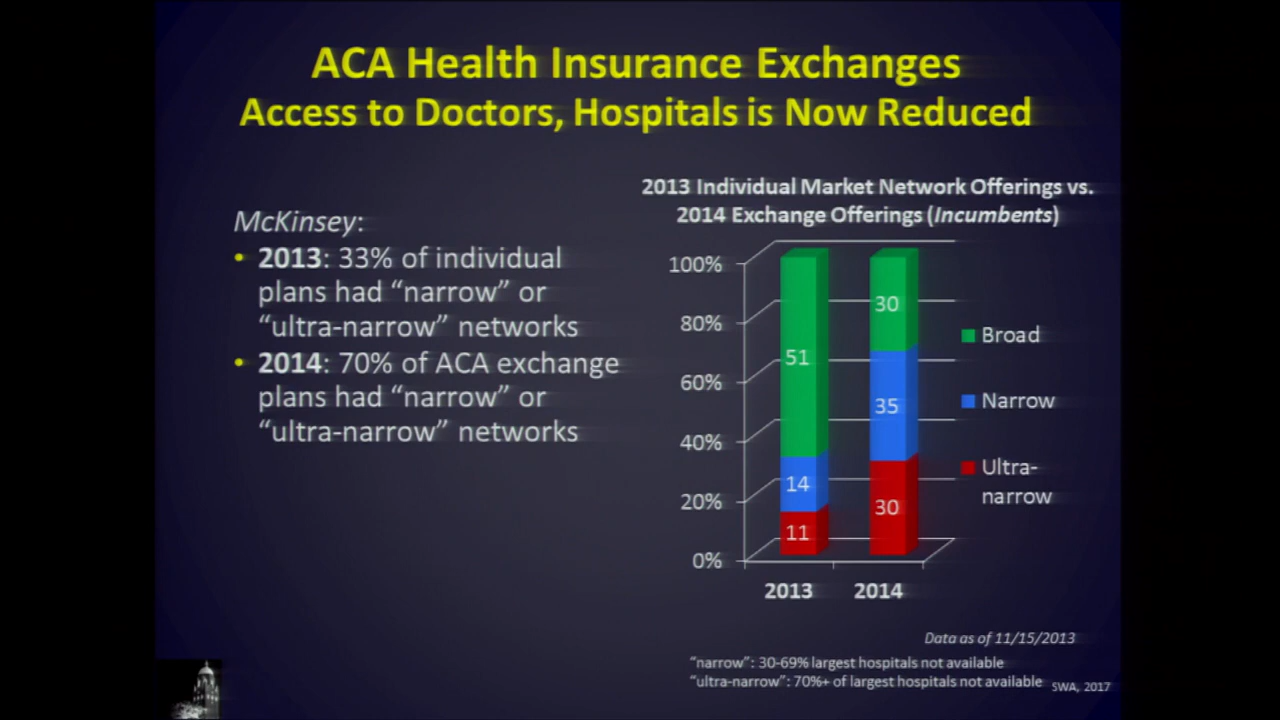 ACA Health Insurance Exchanges
Access to Doctors, Hospitals is Now Reduced
McKinsey:
• 2013: 33% of individual
plans had “narrow” or
“ultra-narrow” networks
• 2014: 70% of ACA exchange
plans had “narrow” or
“ultra-narrow” networks
2013 Individual Market Network Offerings vs.
2014 Exchange Offerings (Incumbents)
100%
80%
60%
40%
20%
0%
51
14
11
30
35
30
2013
2014
Broad
Narrow
Ultra-
narrow
Data as of 11/15/2013
“narrow”: 30-69% largest hospitals not available
“ultra-narrow”: 70%+ of largest hospitals not available
SWA, 2017